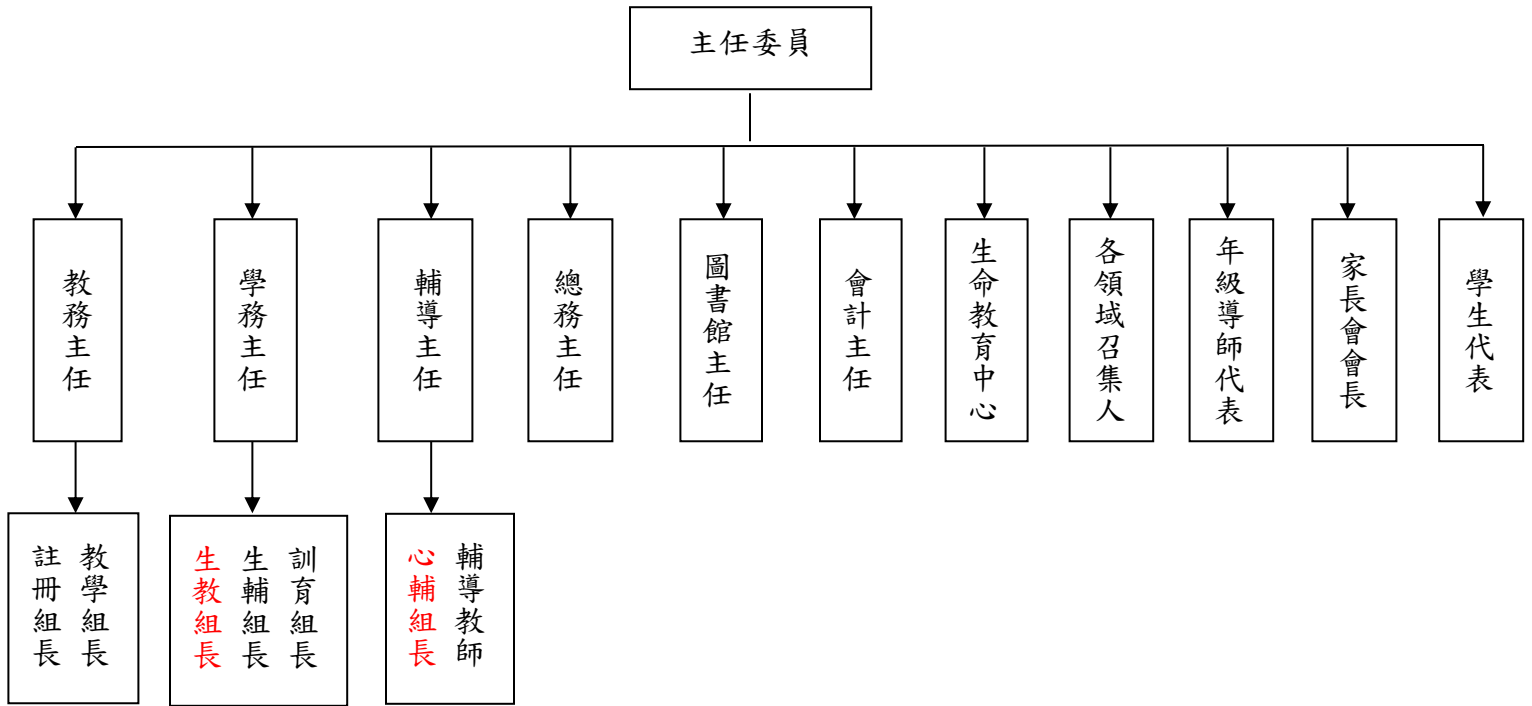 主任委員
教務主任
學務主任
輔導主任
總務主任
圖書館主任
會計主任
生命教育中心
各領域召集人
年級導師代表
家長會會長
學生代表
教學組長
註冊組長
訓育組長
生輔組長
生教組長
輔導教師
心輔組長